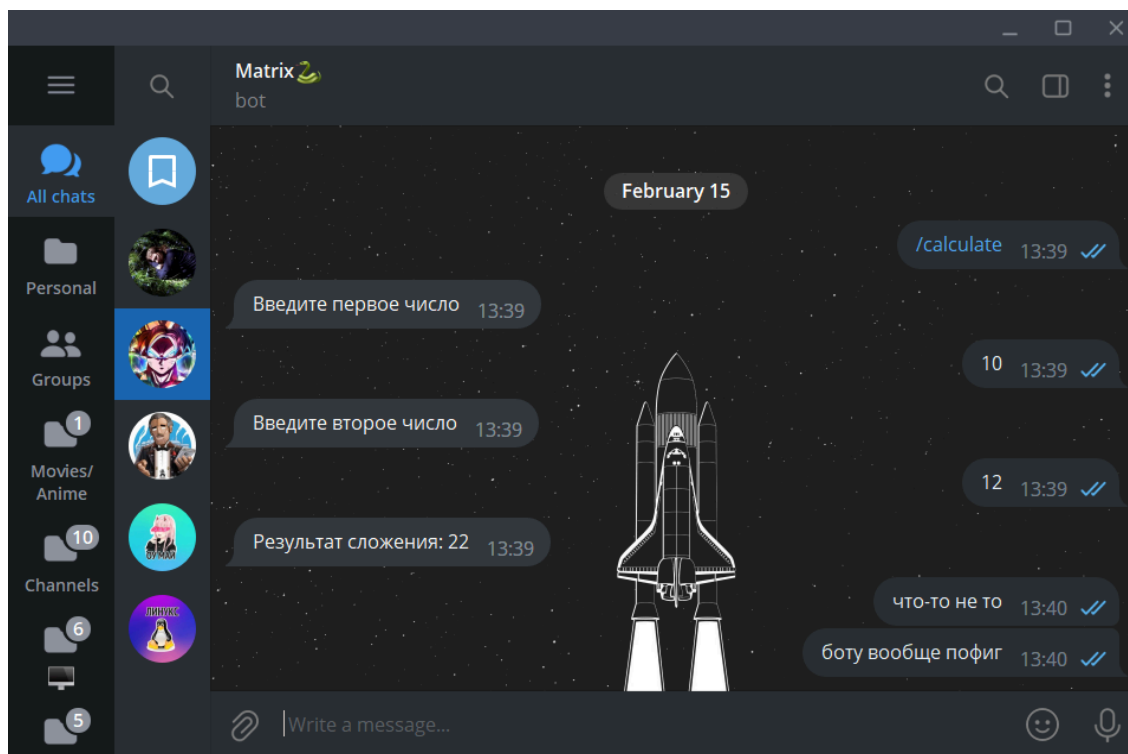 Matrix
bot
All chats
Personal
Groups
1
Movies/
Anime
10
Channels
6
5
ЛИНУКС
February 15
/calculate 13:39
Введите первое число 13:39
10 13:39
Введите второе число 13:39
12 13:39
Результат сложения: 22 13:39
что-то не то 13:40
боту вообще пофиг 13:40
Write a message...